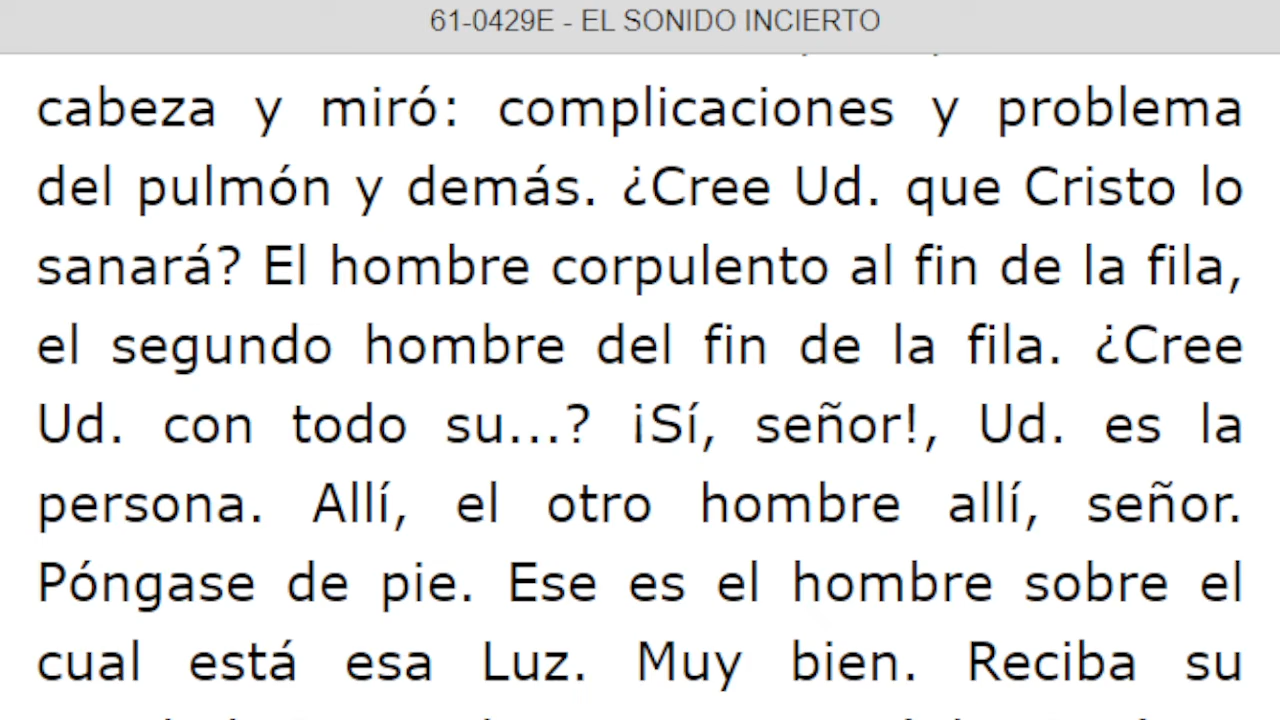 61-0429E - EL SONIDO INCIERTO
cabeza y miró: complicaciones y problema
del pulmón y demás. ¿Cree Ud. que Cristo lo
sanará? El hombre corpulento al fin de la fila,
el segundo hombre del fin de la fila. ¿Cree
Ud. con todo su...? ¡Sí, señor!, Ud. es la
persona. Allí, el otro hombre allí, señor.
Póngase de pie. Ese es el hombre sobre el
cual está esa Luz. Muy bien. Reciba su